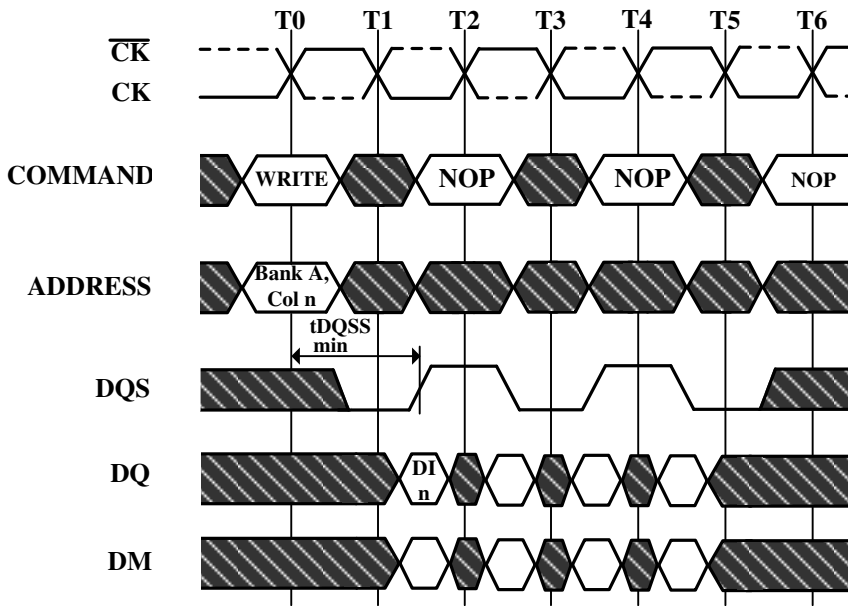 T0 T1 T2 T3 T4 T5 T6
CK
CK
COMMAND
WRITE
NOP
NOP
NOP
ADDRESS
Bank A,
Col n
tDQSS
min
DQS
DQ
DI
n
DM